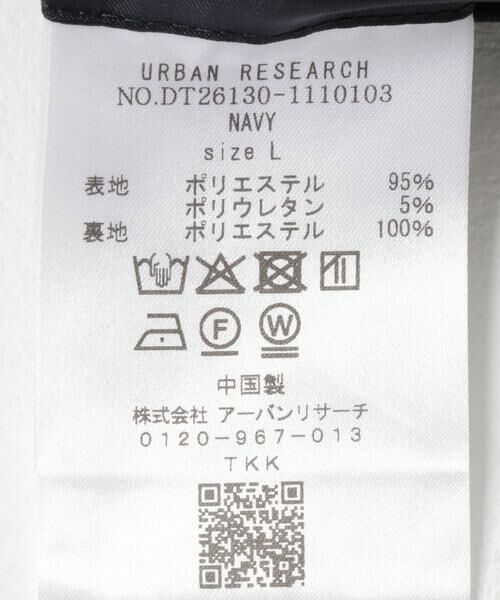 URBAN RESEARCH
NO.DT26130-1110103
NAVY
size L
表地 ポリエステル 95%
ポリウレタン 5%
裏地 ポリエステル 100%
F W
中国製
株式会社 アーバンリサーチ
0120-967-013
TKK